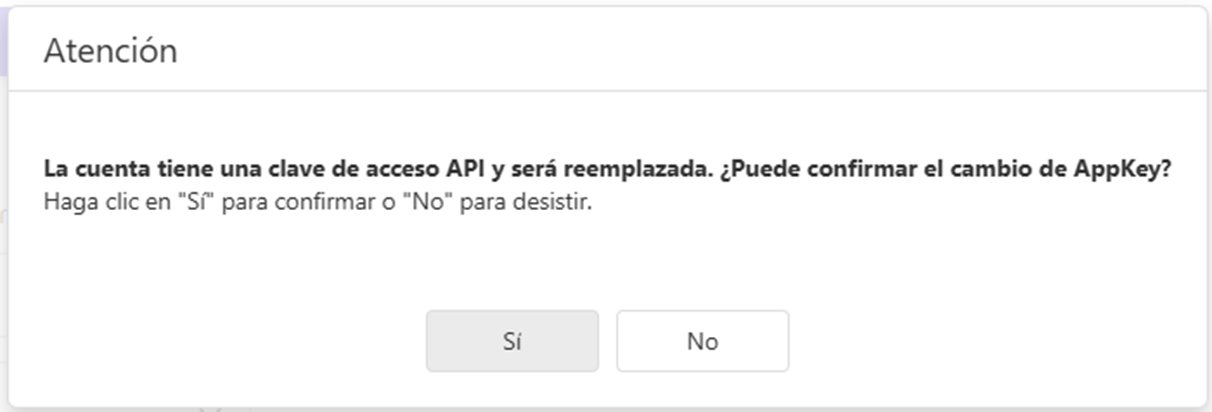 Atención
La cuenta tiene una clave de acceso API y será reemplazada. ¿Puede confirmar el cambio de AppKey?
Haga clic en "Sí" para confirmar o "No" para desistir.
Sí
No